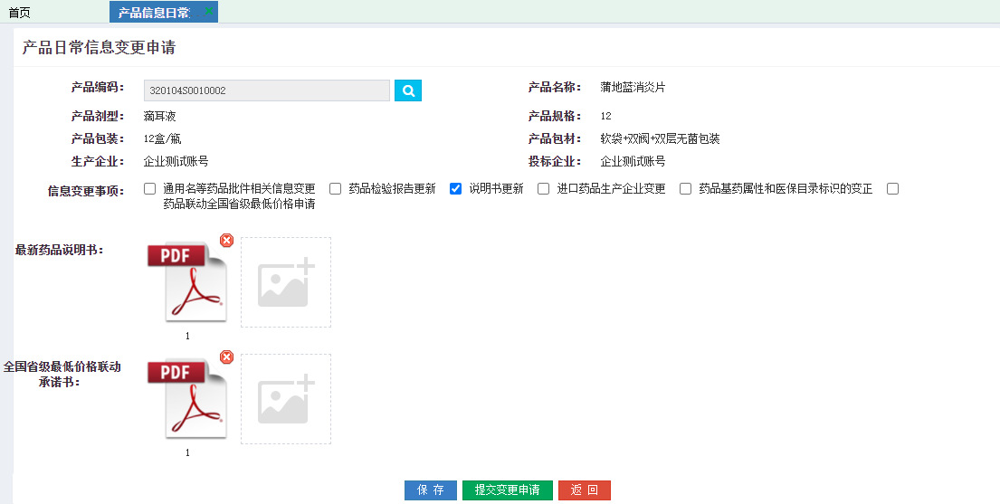 首页
产品信息日常
产品日常信息变更申请
产品编码： 320104S0010002 产品名称： 蒲地蓝消炎片
产品剂型： 滴耳液 产品规格： 12
产品包装： 12盒/瓶 产品包材： 软袋+双阀+双层无菌包装
生产企业： 企业测试账号 投标企业： 企业测试账号
信息变更事项： 通用名等药品批件相关信息变更 药品检验报告更新 说明书更新 进口药品生产企业变更 药品基药属性和医保目录标识的变正
药品联动全国省级最低价格申请
最新药品说明书：
PDF
1
全国省级最低价格联动
承诺书：
PDF
1
保 存 提交变更申请 返 回